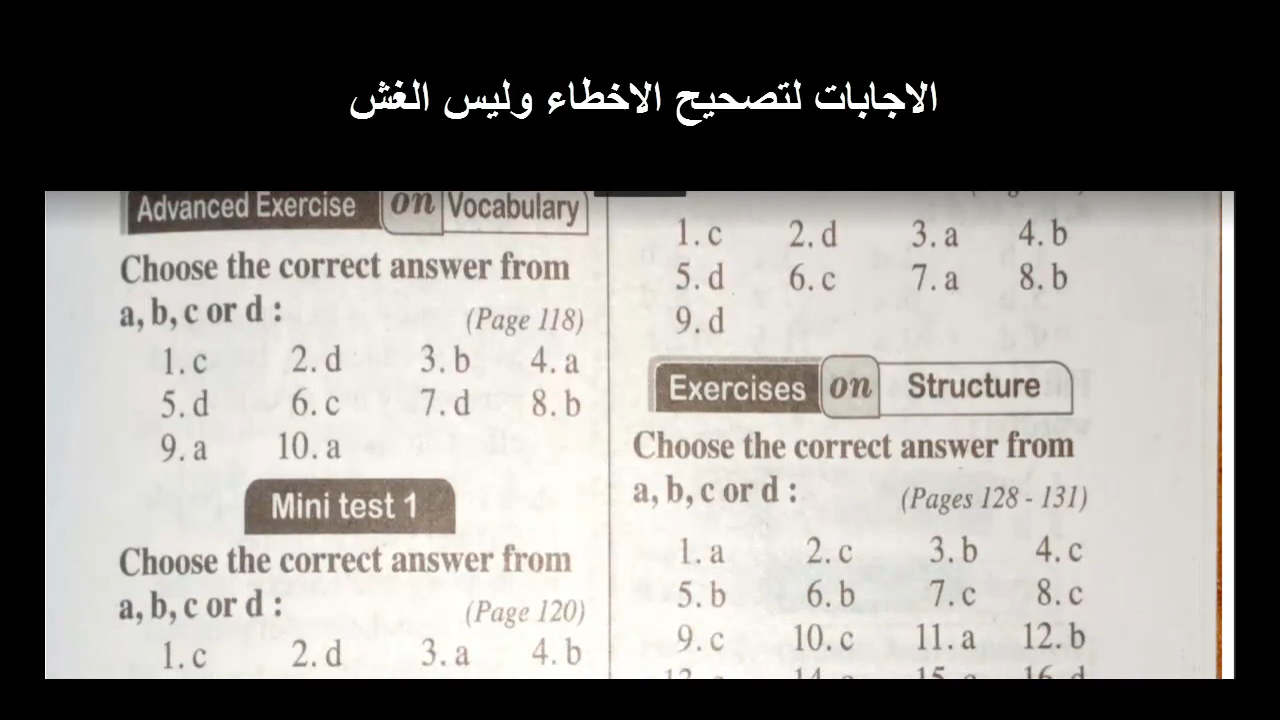 الاجابات لتصحيح الاخطاء وليس الغش
Advanced Exercise on Vocabulary
Choose the correct answer from
a, b, c or d :
(Page 118)
1. c 2. d 3. b 4. a
5. d 6. c 7. d 8. b
9. a 10. a
Mini test 1
Choose the correct answer from
a, b, c or d :
(Page 120)
1. c 2. d 3. a 4. b
1. c 2. d 3. a 4. b
5. d 6. c 7. a 8. b
9. d
Exercises on Structure
Choose the correct answer from
a, b, c or d :
(Pages 128 - 131)
1. a 2. c 3. b 4. c
5. b 6. b 7. c 8. c
9. c 10. c 11. a 12. b